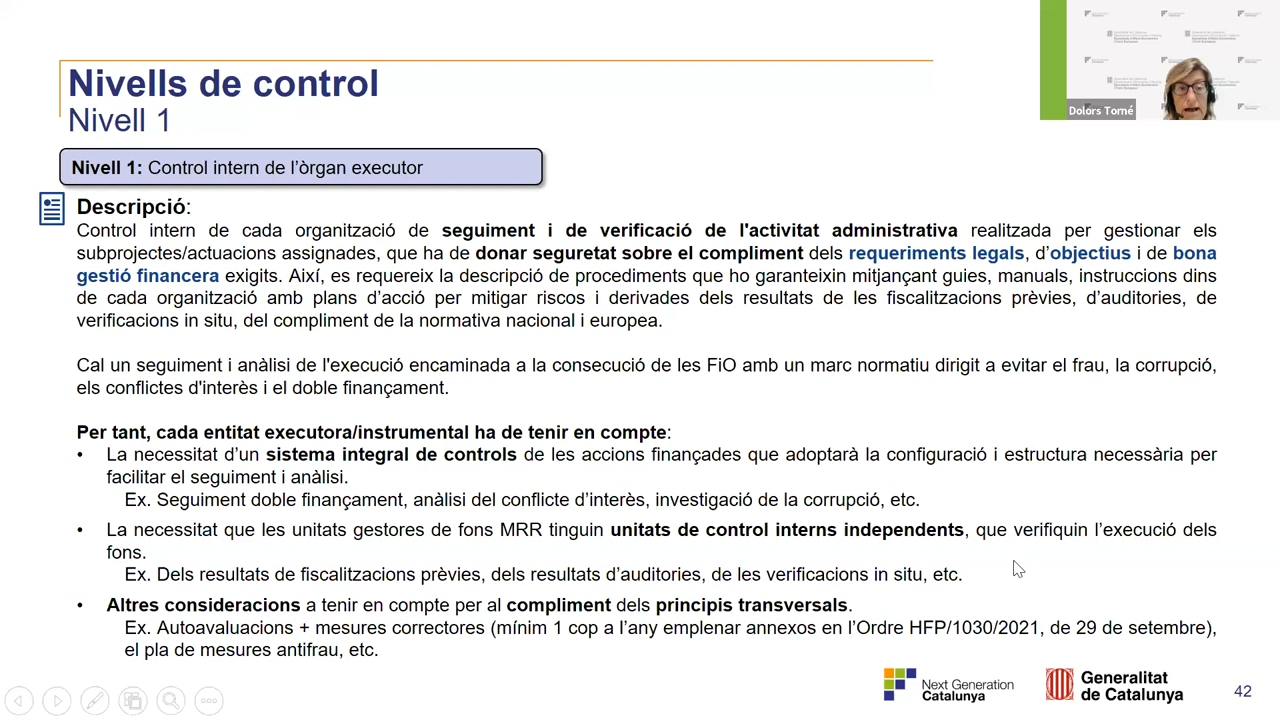 Nivells de control
Nivell 1
Dolors Torné
Nivell 1: Control intern de l’òrgan executor
Descripció:
Control intern de cada organització de seguiment i de verificació de l'activitat administrativa realitzada per gestionar els
subprojectes/actuacions assignades, que ha de donar seguretat sobre el compliment dels requeriments legals, d’objectius i de bona
gestió financera exigits. Així, es requereix la descripció de procediments que ho garanteixin mitjançant guies, manuals, instruccions dins
de cada organització amb plans d’acció per mitigar riscos i derivades dels resultats de les fiscalitzacions prèvies, d’auditories, de
verificacions in situ, del compliment de la normativa nacional i europea.
Cal un seguiment i anàlisi de l'execució encaminada a la consecució de les FiO amb un marc normatiu dirigit a evitar el frau, la corrupció,
els conflictes d'interès i el doble finançament.
Per tant, cada entitat executora/instrumental ha de tenir en compte:
• La necessitat d’un sistema integral de controls de les accions finançades que adoptarà la configuració i estructura necessària per
facilitar el seguiment i anàlisi.
Ex. Seguiment doble finançament, anàlisi del conflicte d’interès, investigació de la corrupció, etc.
• La necessitat que les unitats gestores de fons MRR tinguin unitats de control interns independents, que verifiquin l’execució dels
fons.
Ex. Dels resultats de fiscalitzacions prèvies, dels resultats d’auditories, de les verificacions in situ, etc.
• Altres consideracions a tenir en compte per al compliment dels principis transversals.
Ex. Autoavaluacions + mesures correctores (mínim 1 cop a l’any emplenar annexos en l’Ordre HFP/1030/2021, de 29 de setembre),
el pla de mesures antifrau, etc.
Next Generation
Catalunya
Generalitat
de Catalunya
42